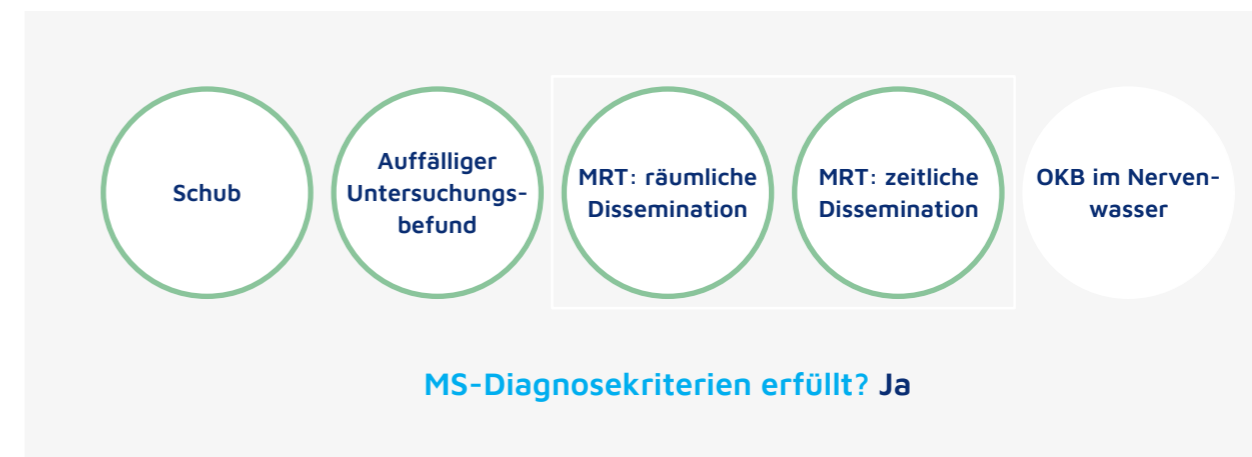 Schub
Auffälliger
Untersuchungs-
befund
MRT: räumliche
Dissemination
MRT: zeitliche
Dissemination
OKB im Nerven-
wasser
MS-Diagnosekriterien erfüllt? Ja